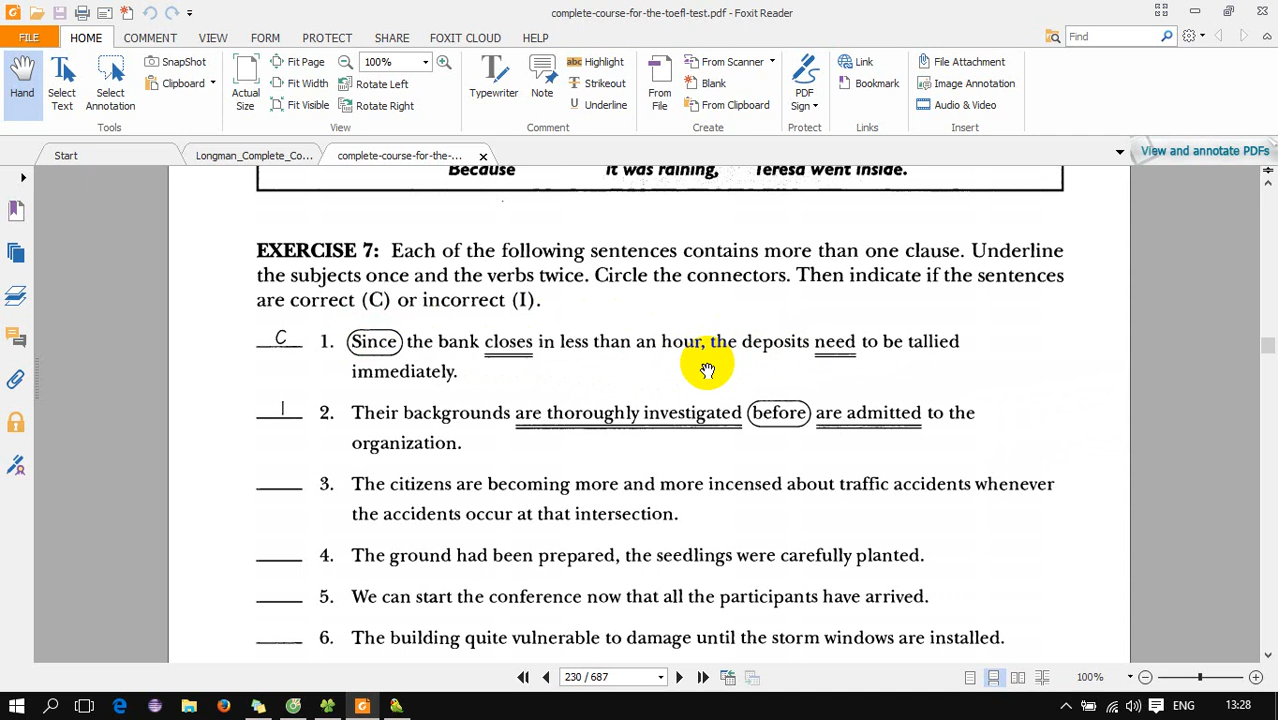 complete-course-for-the-toefl-test.pdf - Foxit Reader
FILE HOME COMMENT VIEW FORM PROTECT SHARE FOXIT CLOUD HELP Find
Hand Select Text Select Annotation SnapShot Clipboard
Actual Size Fit Page Fit Width Fit Visible 100% Rotate Left Rotate Right
Typewriter Note abc Highlight Strikeout Underline
From File From Scanner Blank From Clipboard
PDF Sign Link Bookmark File Attachment Image Annotation Audio & Video
Tools View Comment Create Protect Links Insert
Start Longman_Complete_Co... complete-course-for-the-... View and annotate PDFs
Because it was raining, Teresa went inside.
EXERCISE 7: Each of the following sentences contains more than one clause. Underline
the subjects once and the verbs twice. Circle the connectors. Then indicate if the sentences
are correct (C) or incorrect (I).
C 1. Since the bank closes in less than an hour, the deposits need to be tallied
immediately.
I 2. Their backgrounds are thoroughly investigated before are admitted to the
organization.
3. The citizens are becoming more and more incensed about traffic accidents whenever
the accidents occur at that intersection.
4. The ground had been prepared, the seedlings were carefully planted.
5. We can start the conference now that all the participants have arrived.
6. The building quite vulnerable to damage until the storm windows are installed.
230 / 687 100%
ENG 13:28